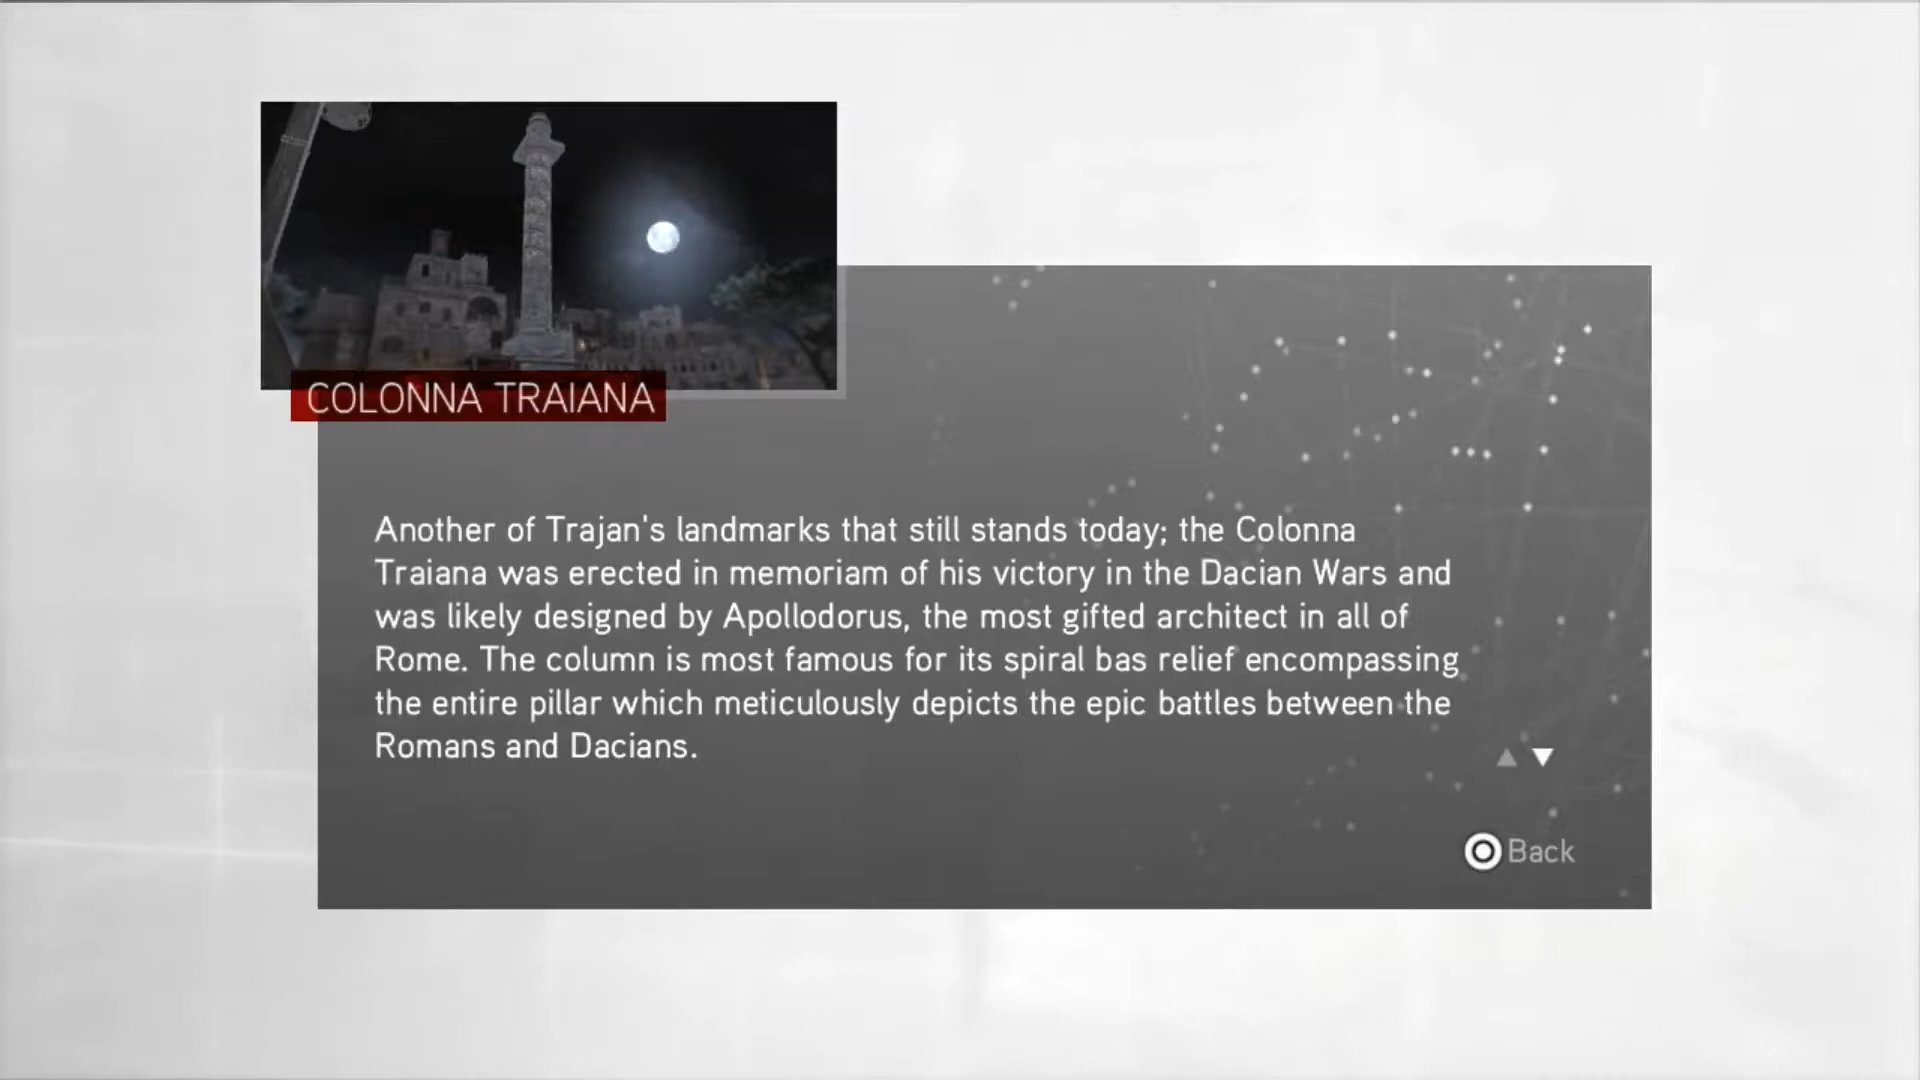 COLONNA TRAIANA
Another of Trajan's landmarks that still stands today; the Colonna
Traiana was erected in memoriam of his victory in the Dacian Wars and
was likely designed by Apollodorus, the most gifted architect in all of
Rome. The column is most famous for its spiral bas relief encompassing
the entire pillar which meticulously depicts the epic battles between the
Romans and Dacians.
Back